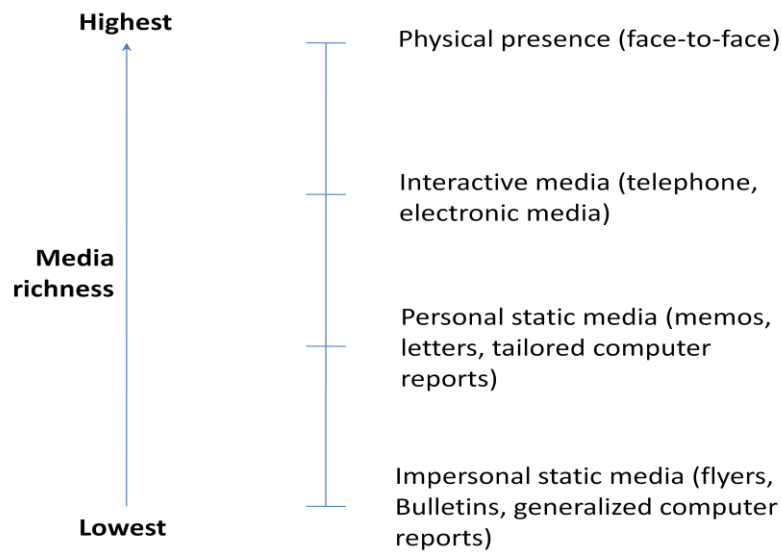 Highest
Physical presence (face-to-face)
Interactive media (telephone,
electronic media)
Media
richness
Personal static media (memos,
letters, tailored computer
reports)
Impersonal static media (flyers,
Bulletins, generalized computer
reports)
Lowest